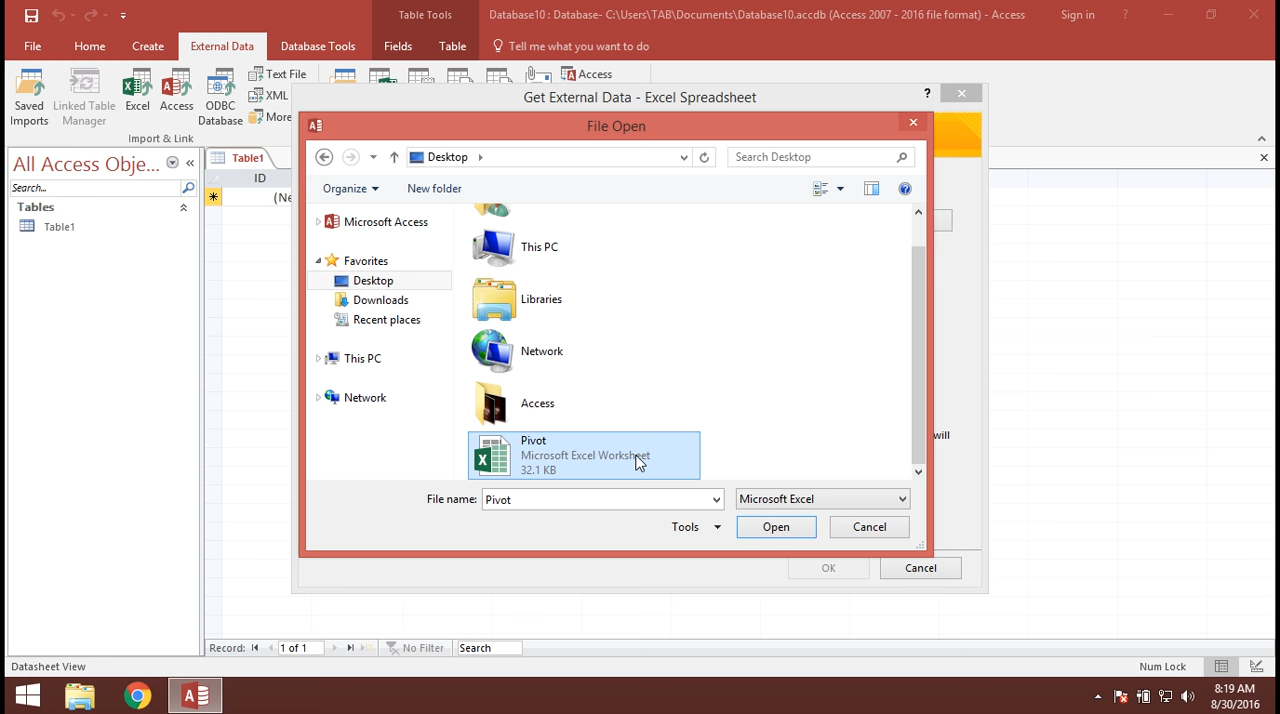 Table Tools
Database10 : Database- C:\Users\TAB\Documents\Database10.accdb (Access 2007 - 2016 file format) - Access
Sign in
?
File
Home
Create
External Data
Database Tools
Fields
Table
Tell me what you want to do
Saved Imports
Linked Table Manager
Excel
Access
ODBC Database
Text File
XML
More
Access
Import & Link
Get External Data - Excel Spreadsheet
?
File Open
All Access Obje...
Search...
Tables
Table1
Table1
ID
(Ne
Desktop
Search Desktop
Organize
New folder
Microsoft Access
Favorites
Desktop
Downloads
Recent places
This PC
Network
This PC
Libraries
Network
Access
Pivot
Microsoft Excel Worksheet
32.1 KB
will
File name:
Pivot
Microsoft Excel
Tools
Open
Cancel
OK
Cancel
Record:
1 of 1
No Filter
Search
Datasheet View
Num Lock
8:19 AM
8/30/2016